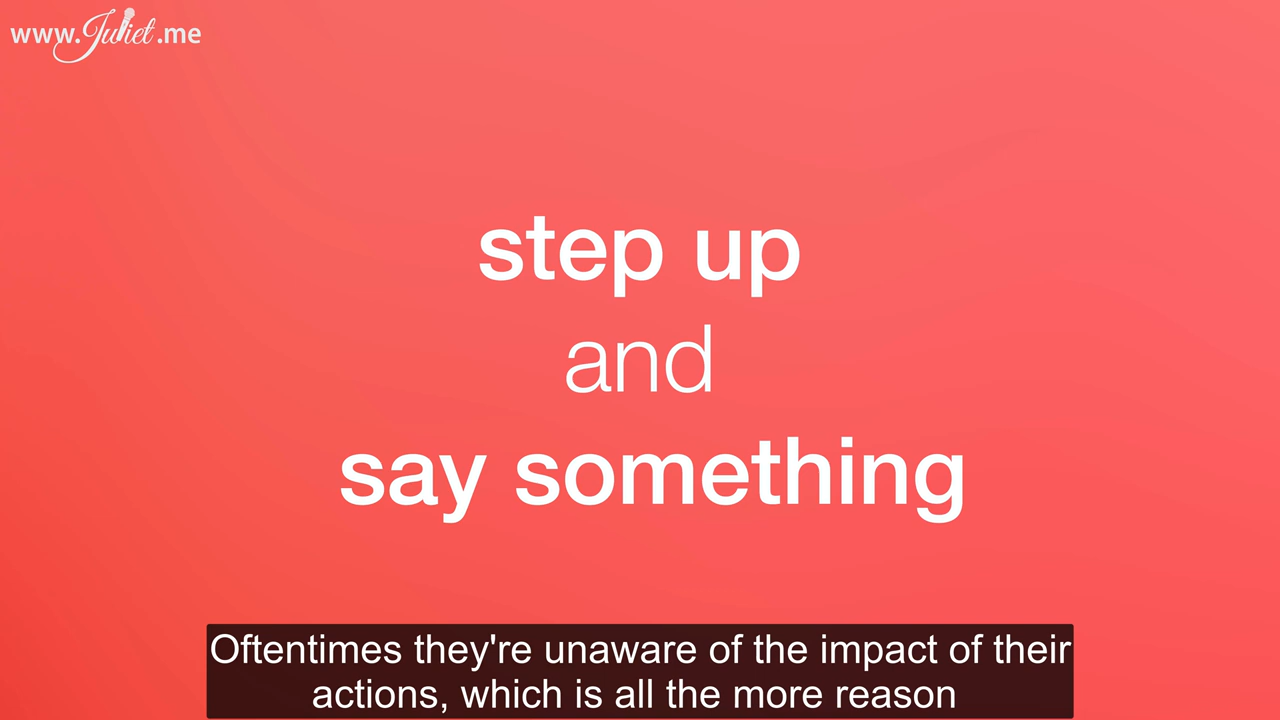 www.Juliet.me
step up
and
say something
Oftentimes they're unaware of the impact of their
actions, which is all the more reason